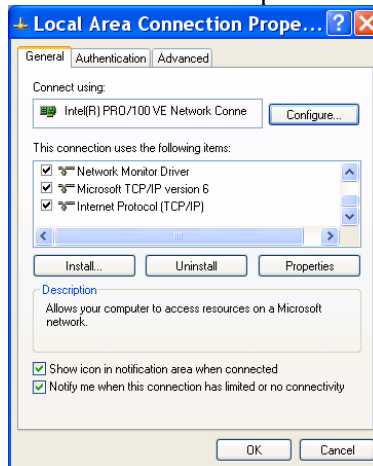 Local Area Connection Prope... ?
General Authentication Advanced
Connect using:
Intel(R) PRO/100 VE Network Conne Configure...
This connection uses the following items:
Network Monitor Driver
Microsoft TCP/IP version 6
Internet Protocol (TCP/IP)
Install... Uninstall Properties
Description
Allows your computer to access resources on a Microsoft
network.
Show icon in notification area when connected
Notify me when this connection has limited or no connectivity
OK Cancel